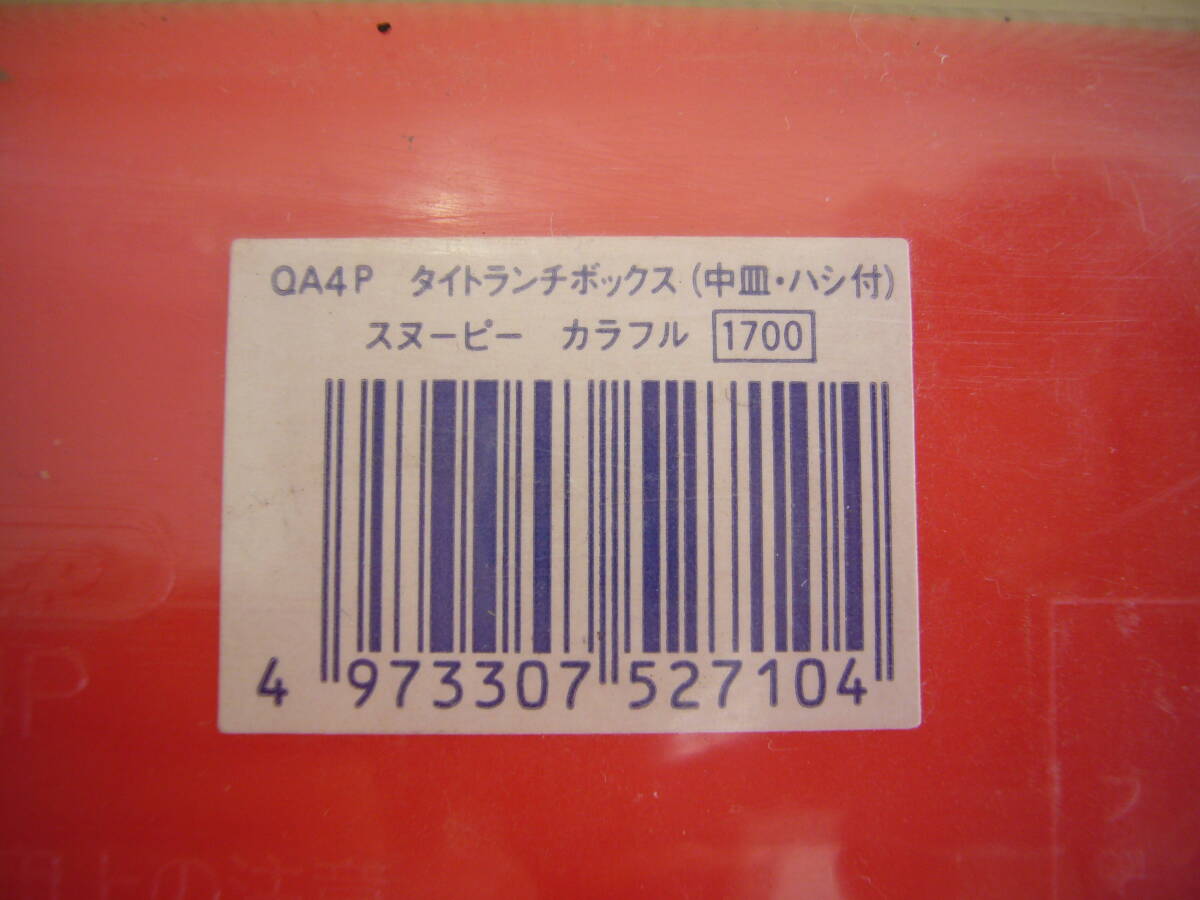 QA4P タイトランチボックス(中皿・ハシ付)
スヌーピー カラフル 1700
4 973307 527104